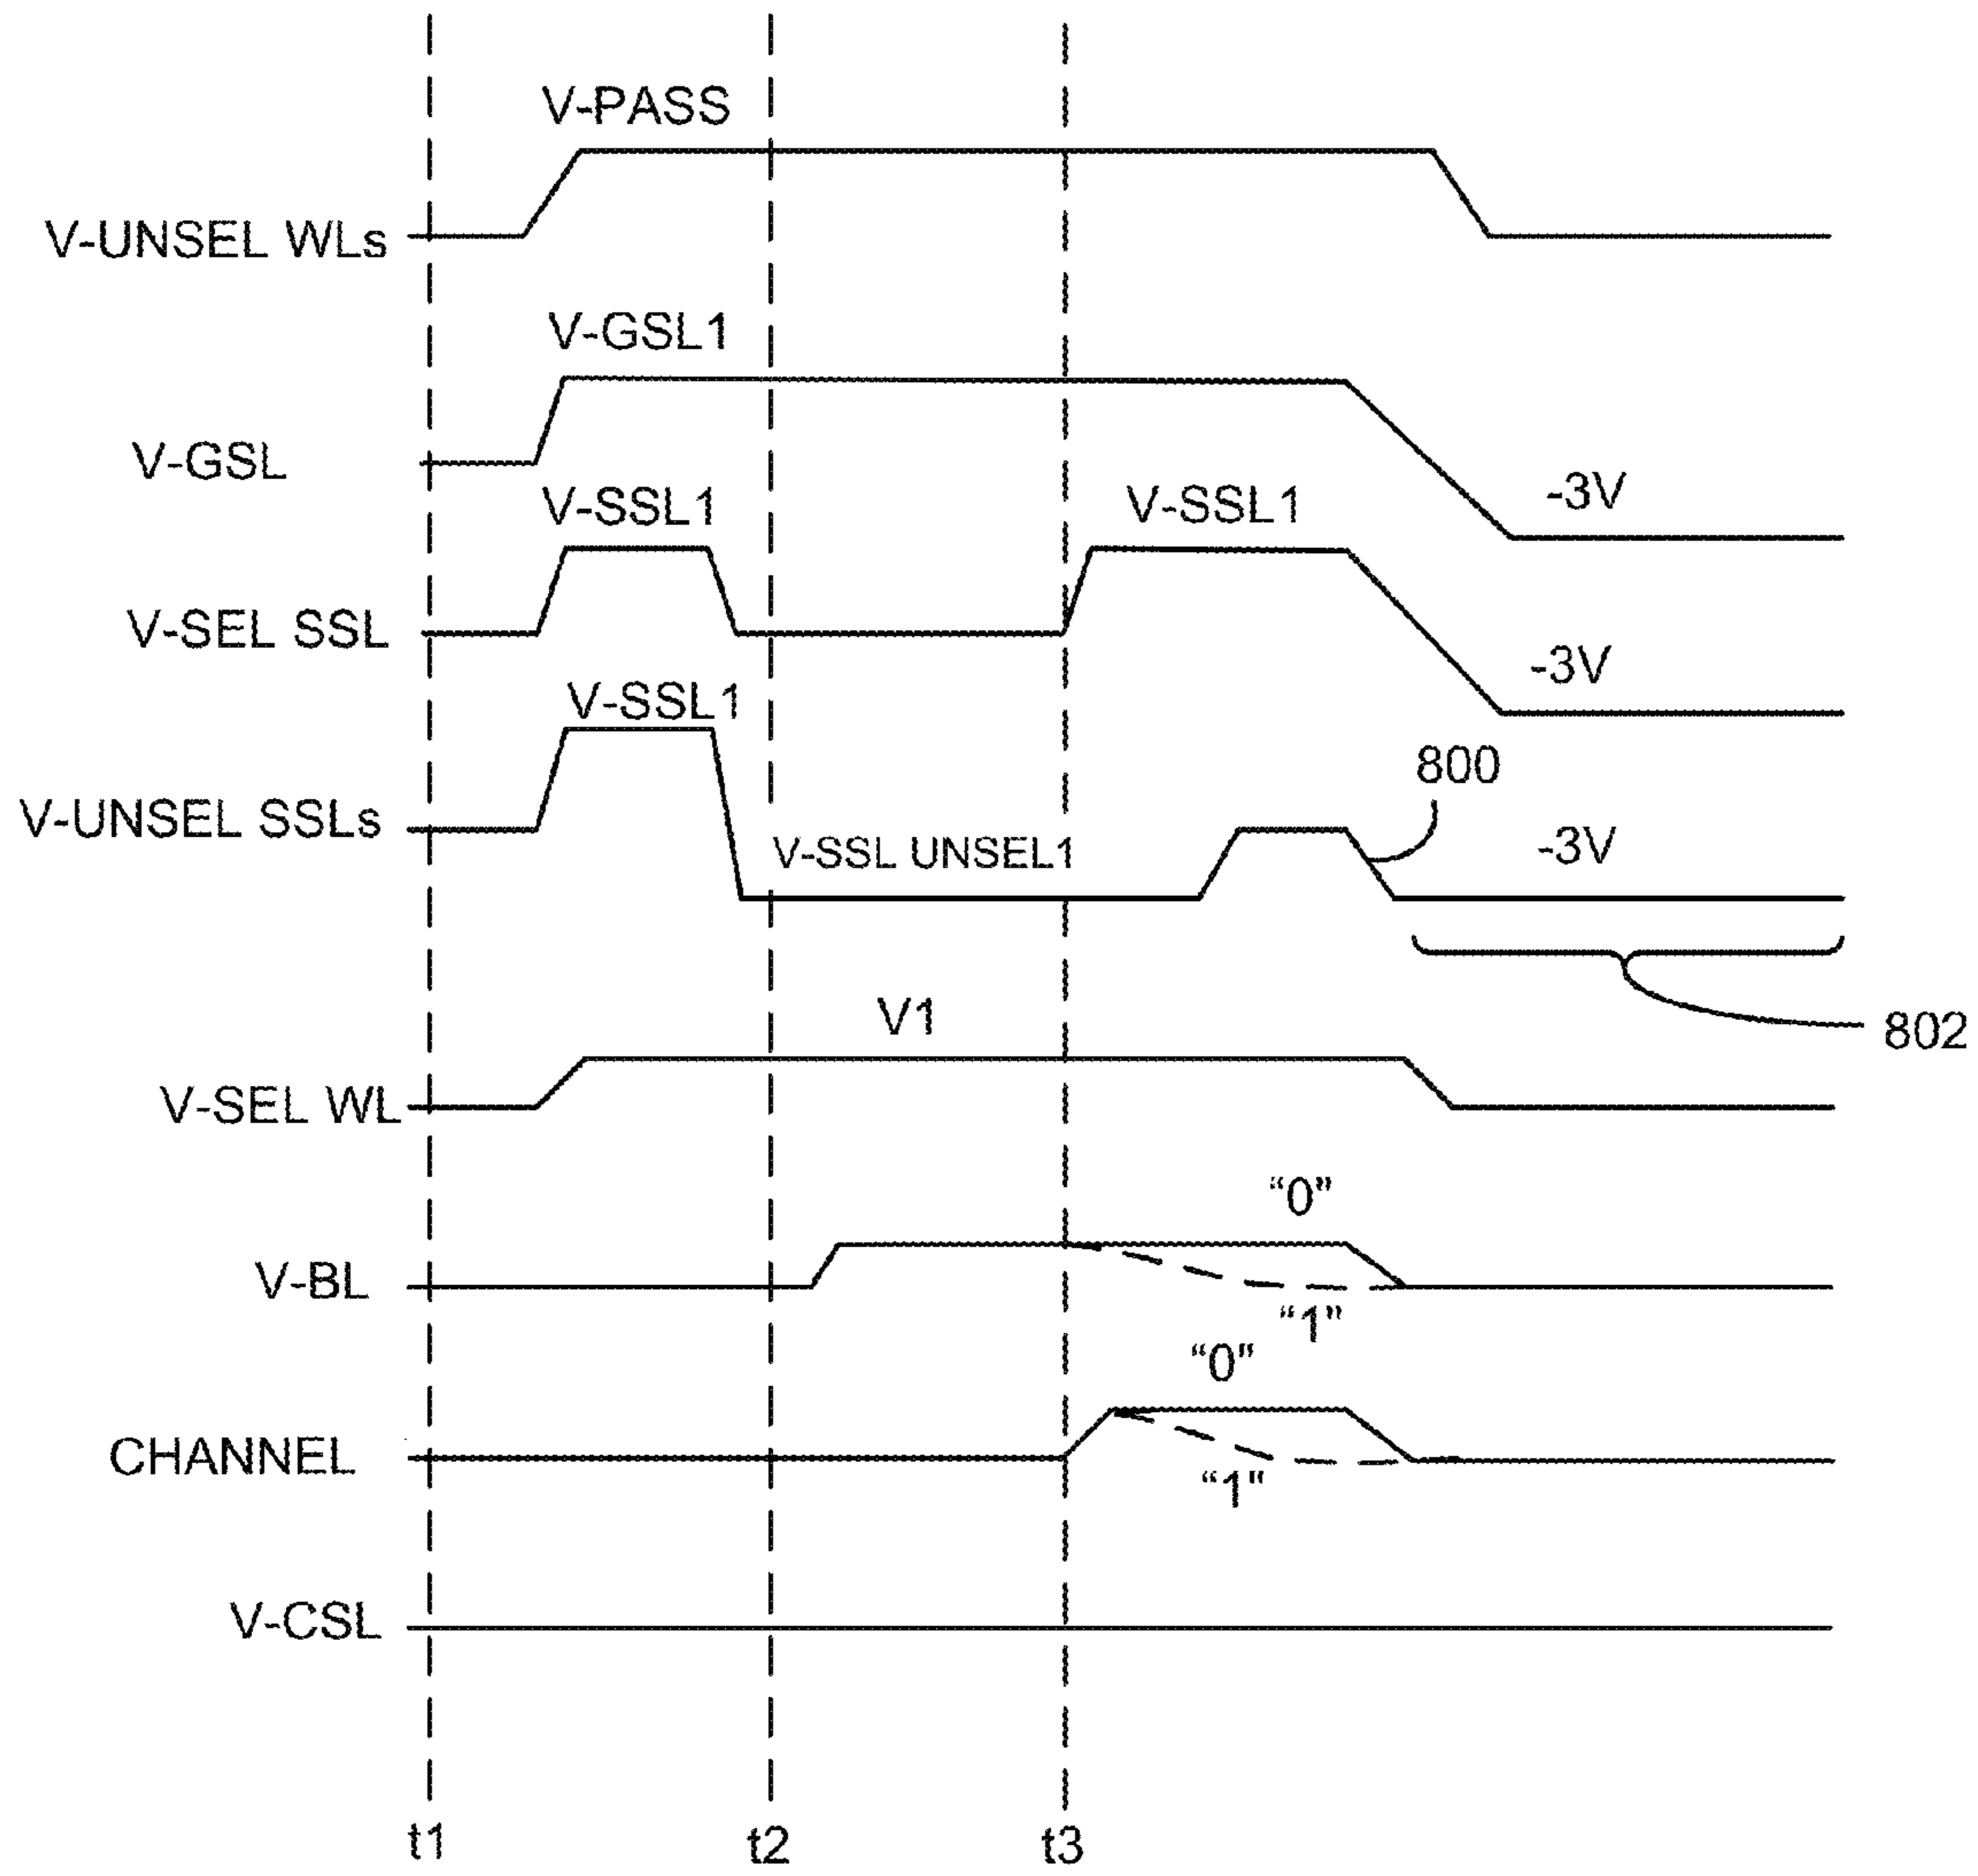 V-PASS
V-UNSEL WLs
V-GSL1
V-GSL
-3V
V-SSL1
V-SSL1
V-SEL SSL
-3V
V-SSL1
800
V-UNSEL SSLs
V-SSL UNSEL1
-3V
V1
802
V-SEL WL
“0”
V-BL
“1”
“0”
CHANNEL
“1"
V-CSL
t1
t2
t3